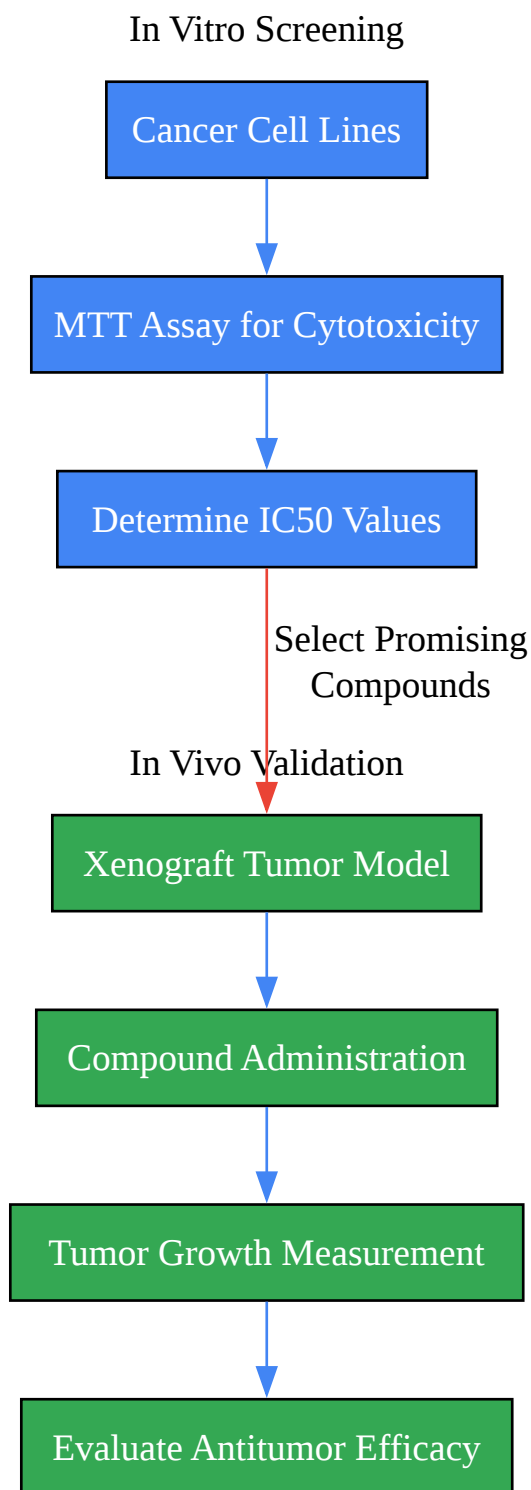 In Vitro Screening
Cancer Cell Lines
MTT Assay for Cytotoxicity
Determine IC50 Values
Select Promising
Compounds
In Vivo Validation
Xenograft Tumor Model
Compound Administration
Tumor Growth Measurement
Evaluate Antitumor Efficacy